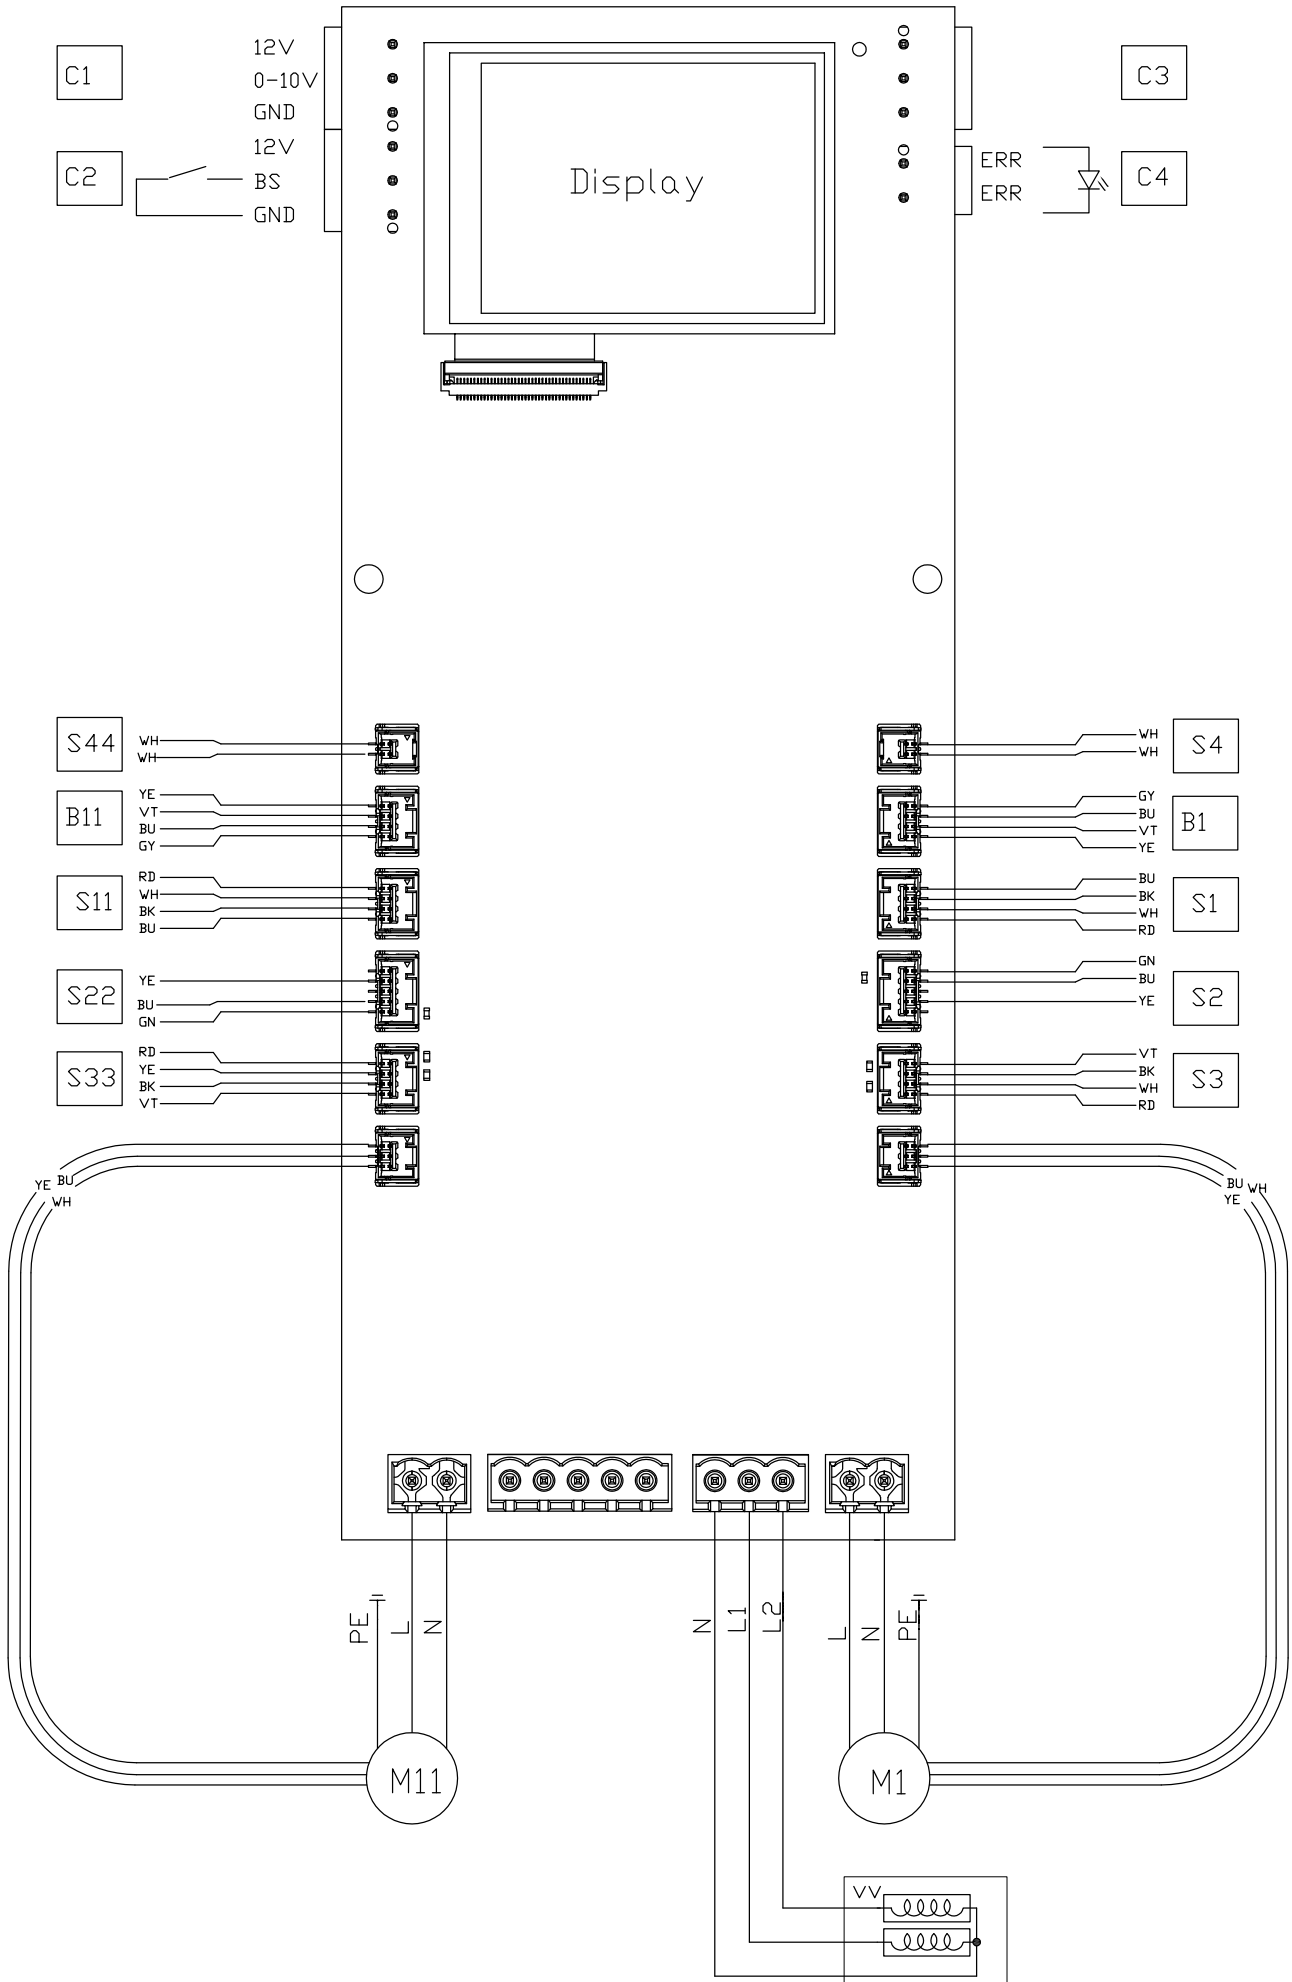 C1
12V
0-10V
GND
C2
12V
BS
GND
Display
C3
ERR
ERR
C4
S44
WH
WH
B11
YE
VT
BU
GY
S11
RD
WH
BK
BU
S22
YE
BU
GN
S33
RD
YE
BK
VT
WH
WH
S4
GY
BU
VT
YE
B1
BU
BK
WH
RD
S1
GN
BU
YE
S2
VT
BK
WH
RD
S3
YE BU
WH
BU WH
YE
PE L N
N L1 L2
L N PE
M11
M1
VV